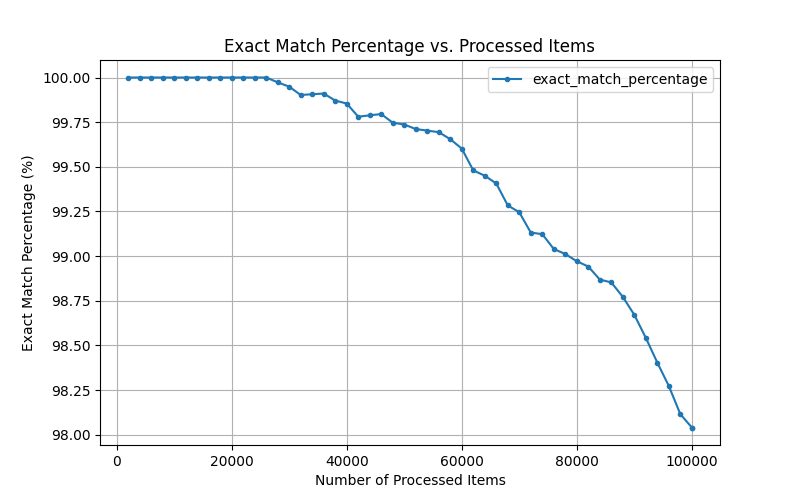 Exact Match Percentage vs. Processed Items
exact_match_percentage
100.00
99.75
99.50
99.25
99.00
98.75
98.50
98.25
98.00
Exact Match Percentage (%)
0 20000 40000 60000 80000 100000
Number of Processed Items